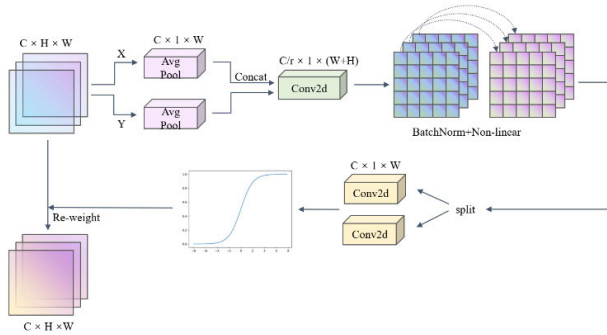 C × H × W
C × 1 × W
X
Avg
Pool
Y
Avg
Pool
Concat
C/r × 1 × (W+H)
Conv2d
BatchNorm+Non-linear
C × 1 × W
Conv2d
Conv2d
split
Re-weight
C × H ×W